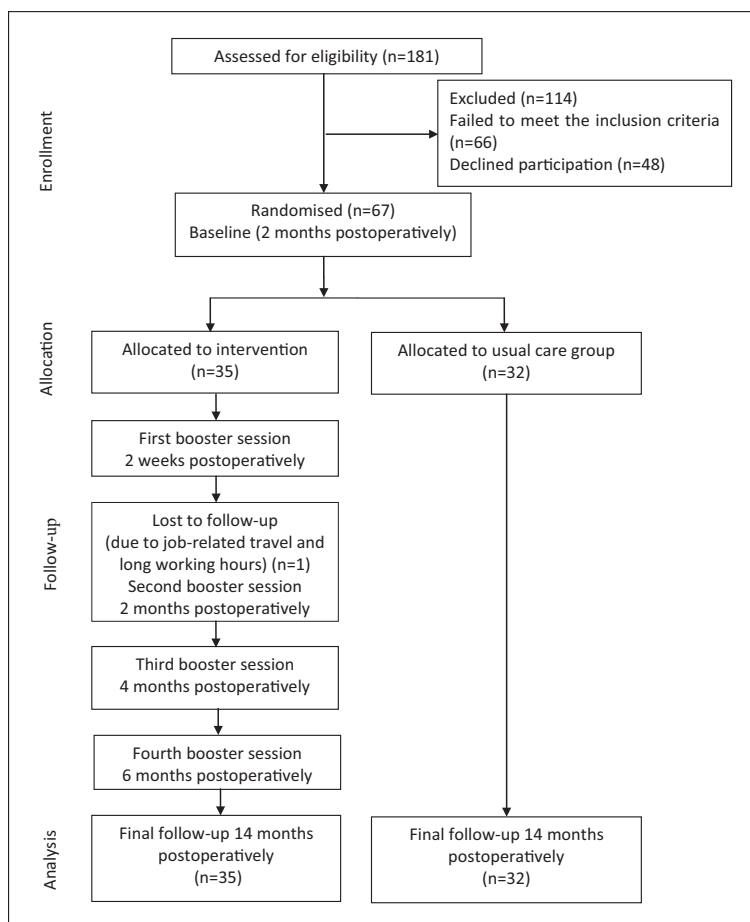 Assessed for eligibility (n=181)
Excluded (n=114)
Failed to meet the inclusion criteria
(n=66)
Declined participation (n=48)
Enrollment
Randomised (n=67)
Baseline (2 months postoperatively)
Allocation
Allocated to intervention
(n=35)
Allocated to usual care group
(n=32)
First booster session
2 weeks postoperatively
Follow-up
Lost to follow-up
(due to job-related travel and
long working hours) (n=1)
Second booster session
2 months postoperatively
Third booster session
4 months postoperatively
Fourth booster session
6 months postoperatively
Analysis
Final follow-up 14 months
postoperatively
(n=35)
Final follow-up 14 months
postoperatively
(n=32)